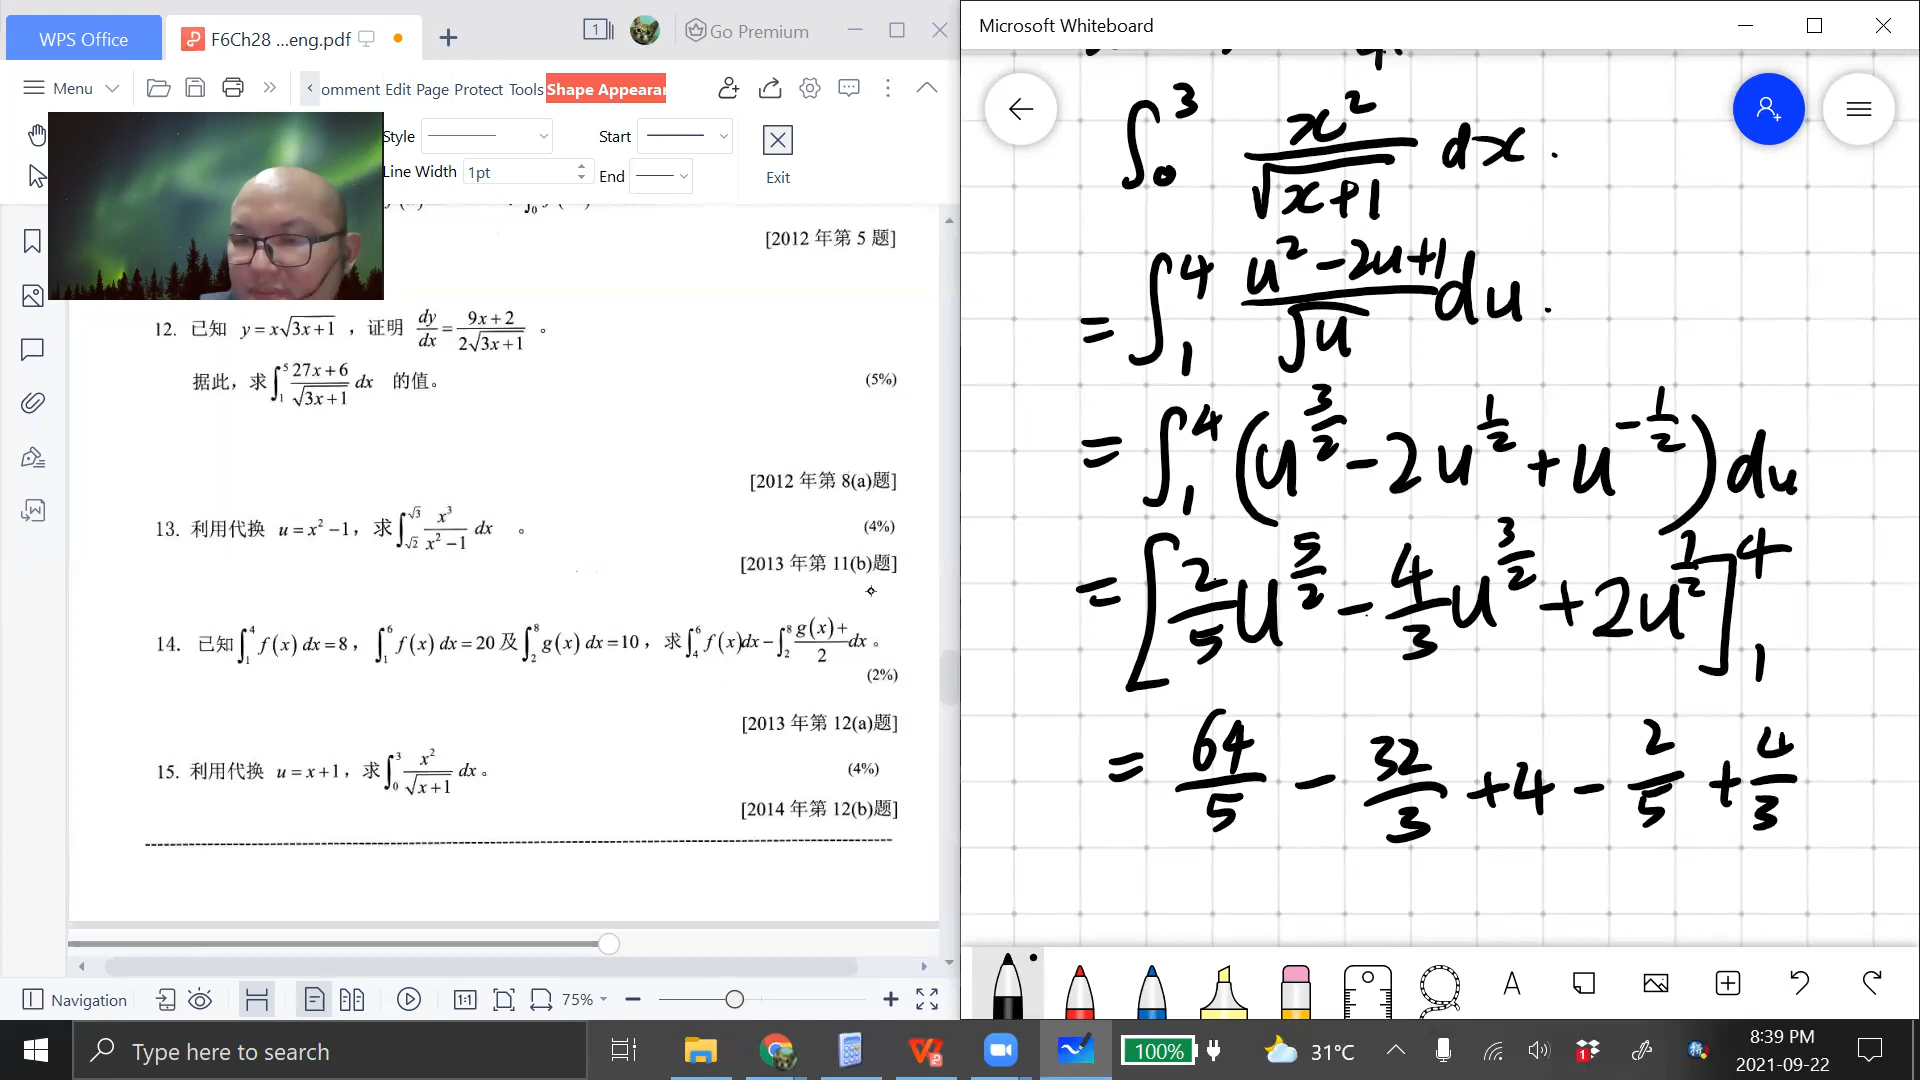 WPS Office
F6Ch28 ...eng.pdf
1
Go Premium
Menu
omment Edit Page Protect Tools
Shape Appearar
Style
Start
Line Width 1pt
End
Exit
[2012 年第 5 题]
12. 已知 y=x√(3x+1) ，证明 dy/dx = (9x+2)/(2√(3x+1)) 。
据此，求 ∫₁⁵ (27x+6)/√(3x+1) dx 的值。 (5%)
[2012 年第 8(a)题]
13. 利用代换 u=x²−1，求 ∫_{√2}^{√3} x³/(x²−1) dx 。 (4%)
[2013 年第 11(b)题]
14. 已知 ∫₁⁴ f(x) dx=8，∫₁⁶ f(x) dx=20 及 ∫₂⁸ g(x) dx=10，求 ∫₄⁶ f(x)dx − ∫₂⁸ (g(x)+)/2 dx 。
(2%)
[2013 年第 12(a)题]
15. 利用代换 u=x+1，求 ∫₀³ x²/√(x+1) dx。 (4%)
[2014 年第 12(b)题]
Navigation
1:1
75%
Microsoft Whiteboard
∫₀³ x²/√(x+1) dx .
= ∫₁⁴ (u²−2u+1)/√u du .
= ∫₁⁴ (u^(3/2) − 2u^(1/2) + u^(−1/2)) du
= [2/5 u^(5/2) − 4/3 u^(3/2) + 2u^(1/2)]₁⁴
= 64/5 − 32/3 + 4 − 2/5 + 4/3
A
Type here to search
100%
31°C
1
8:39 PM
2021-09-22